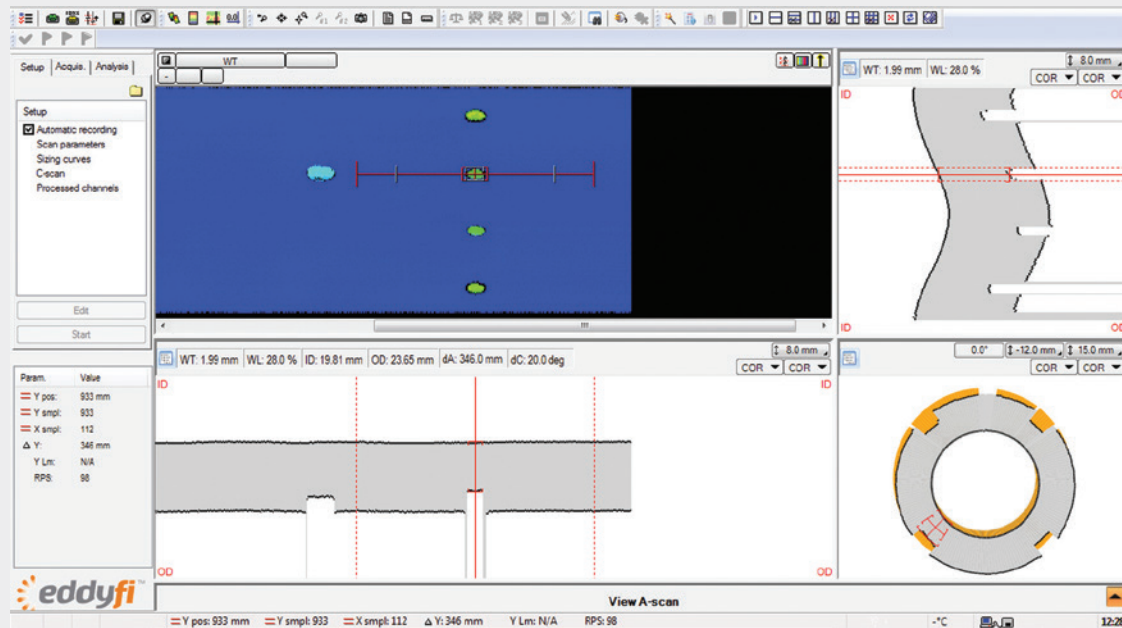 Setup Acquis. Analysis
WT
Setup
Automatic recording
Scan parameters
Sizing curves
C-scan
Processed channels
Edit
Start
WT: 1.99 mm WL: 28.0 %
8.0 mm
COR COR
ID OD
ID OD
WT: 1.99 mm WL: 28.0 % ID: 19.81 mm OD: 23.65 mm dA: 346.0 mm dC: 20.0 deg
8.0 mm
COR COR
ID ID
OD OD
0.0° -12.0 mm 15.0 mm
COR COR
Param. Value
Y pos: 933 mm
Y smpl: 933
X smpl: 112
Δ Y: 346 mm
Y Lm: N/A
RPS: 98
eddyfi™
View A-scan
Y pos: 933 mm Y smpl: 933 X smpl: 112 Δ Y: 346 mm Y Lm: N/A RPS: 98 -°C 12:28